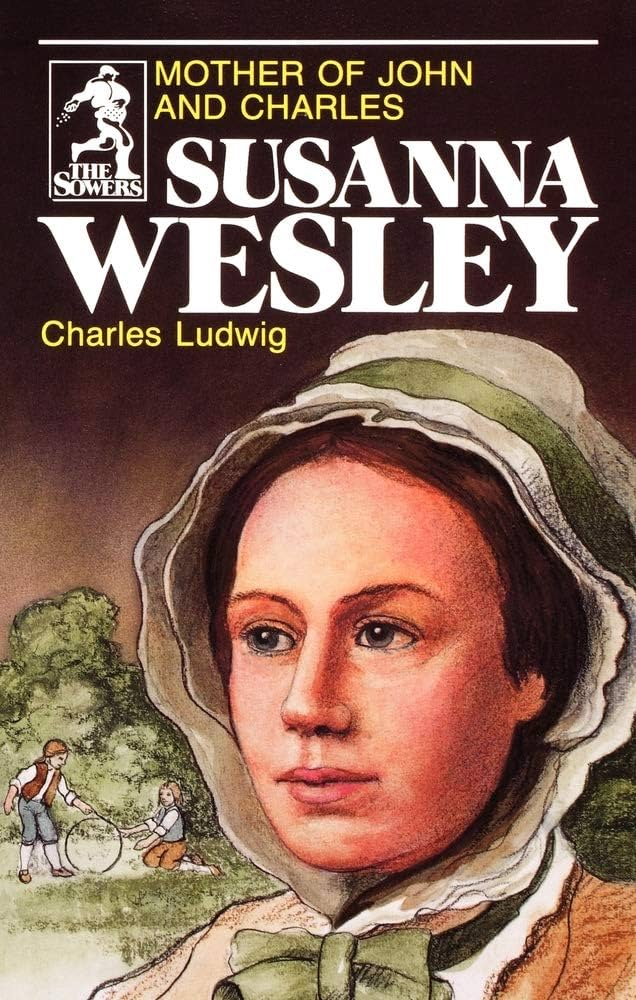 MOTHER OF JOHN
AND CHARLES
THE
SOWERS
SUSANNA
WESLEY
Charles Ludwig